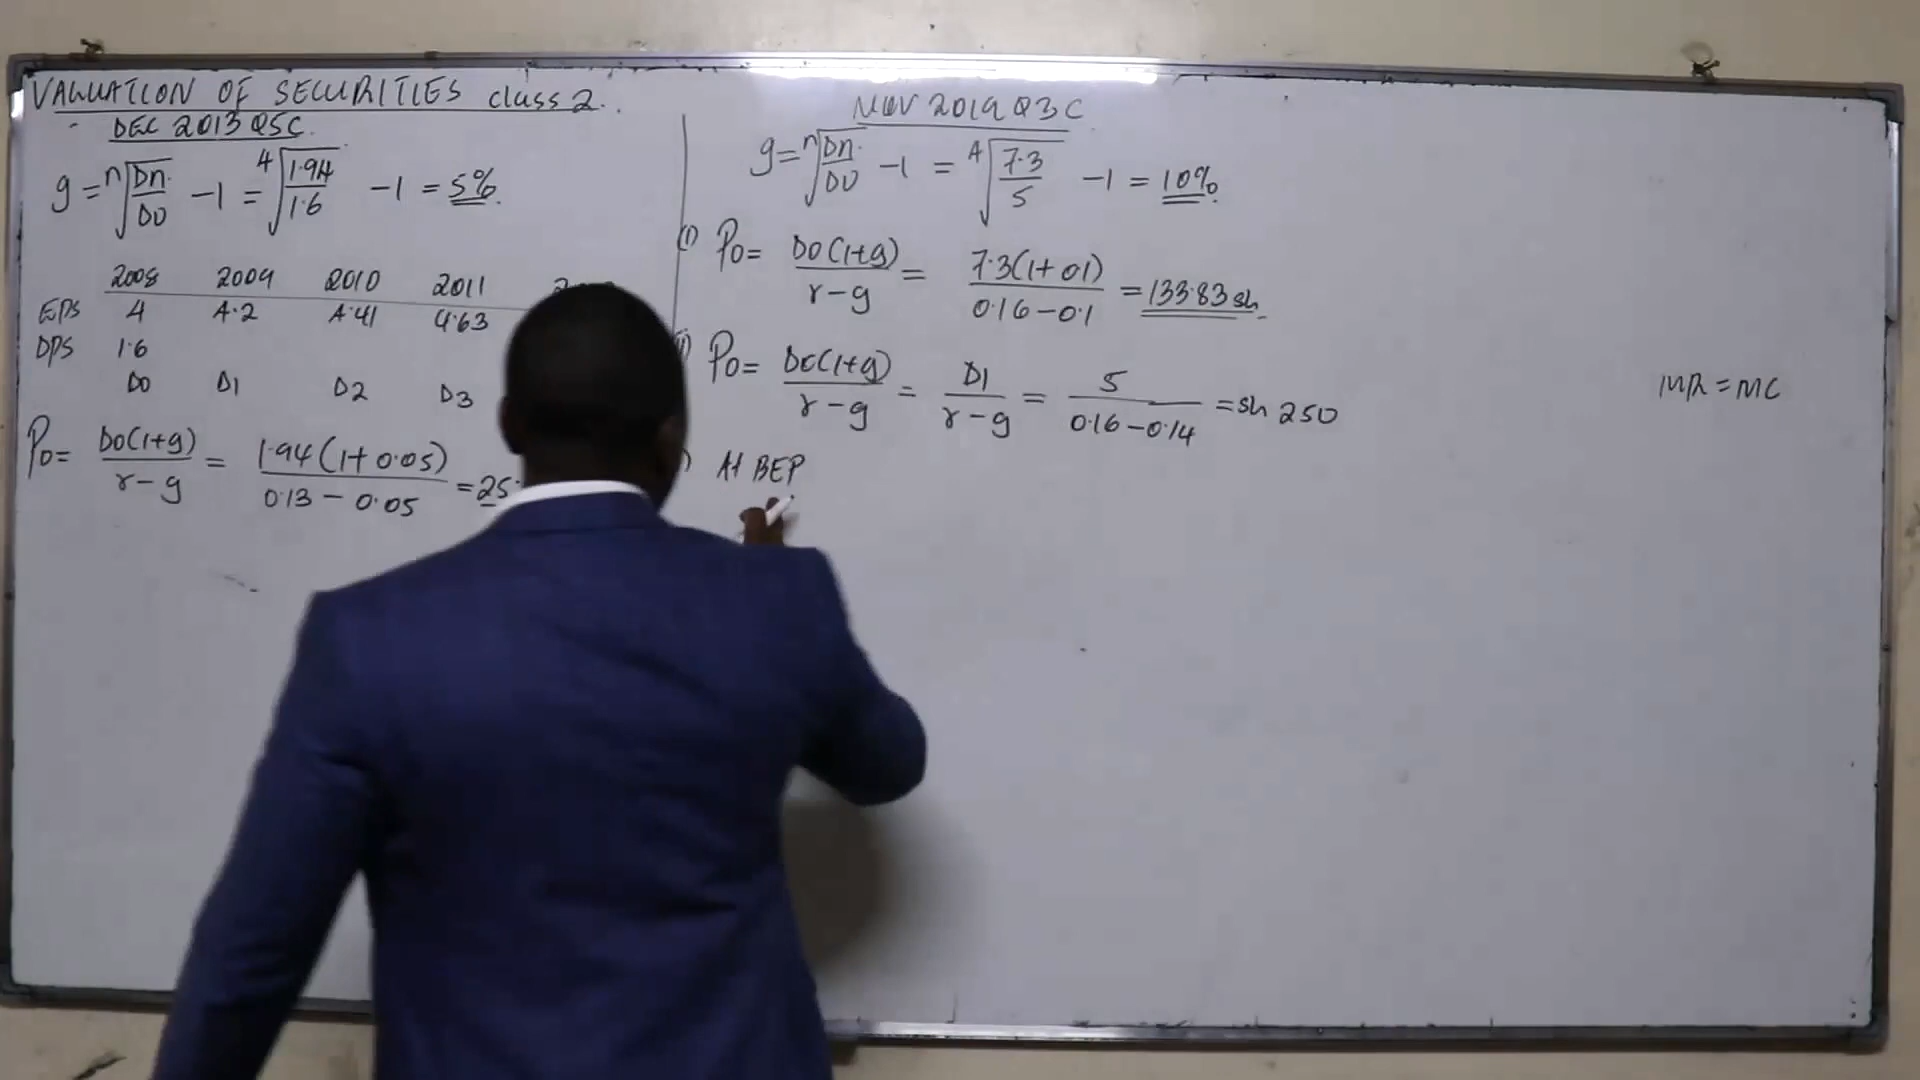 VALUATION OF SECURITIES class 2.
DEC 2013 Q5C.
g = n√(Dn/D0) - 1 = 4√(1.94/1.6) - 1 = 5%.
2008 2009 2010 2011
EPS 4 4.2 4.41 4.63
DPS 1.6
D0 D1 D2 D3
P0 = D0(1+g)/(r-g) = 1.94(1+0.05)/(0.13-0.05) = 25
NOV 2019 Q3C
g = n√(Dn/D0) - 1 = 4√(7.3/5) - 1 = 10%.
(i) P0 = D0(1+g)/(r-g) = 7.3(1+01)/(0.16-0.1) = 133.83 sh.
P0 = D0(1+g)/(r-g) = D1/(r-g) = 5/(0.16-0.14) = sh 250
At BEP
MR = MC